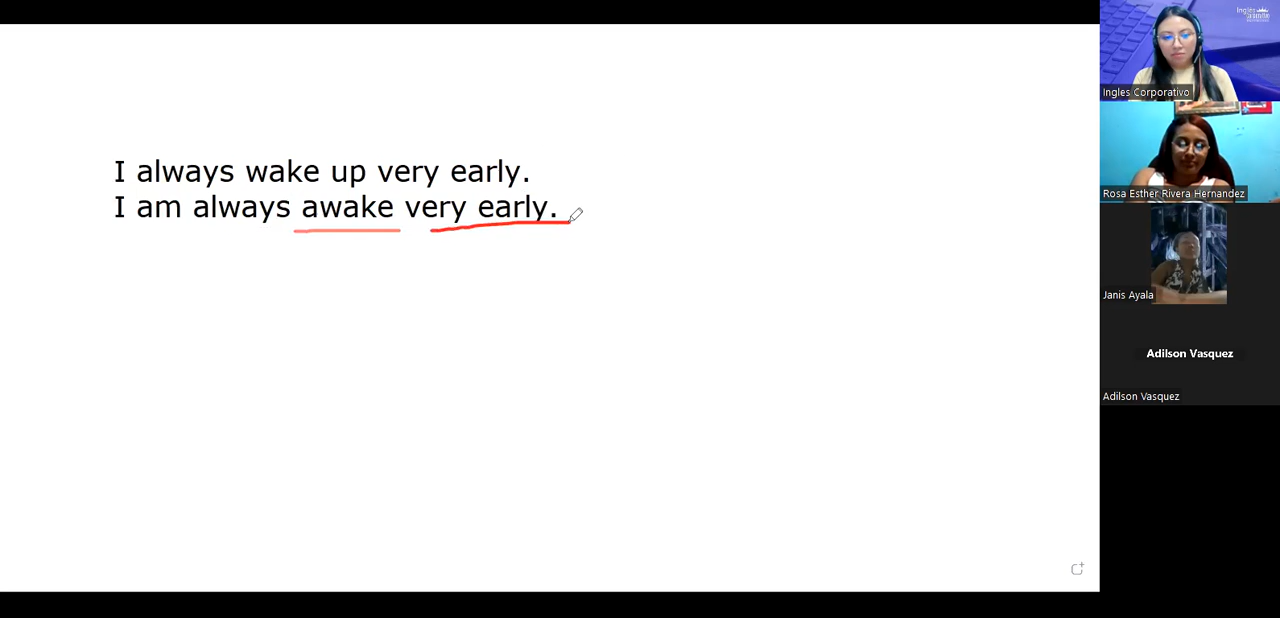 I always wake up very early.
I am always awake very early.
Ingles
Ingles Corporativo
Rosa Esther Rivera Hernandez
Janis Ayala
Adilson Vasquez
Adilson Vasquez